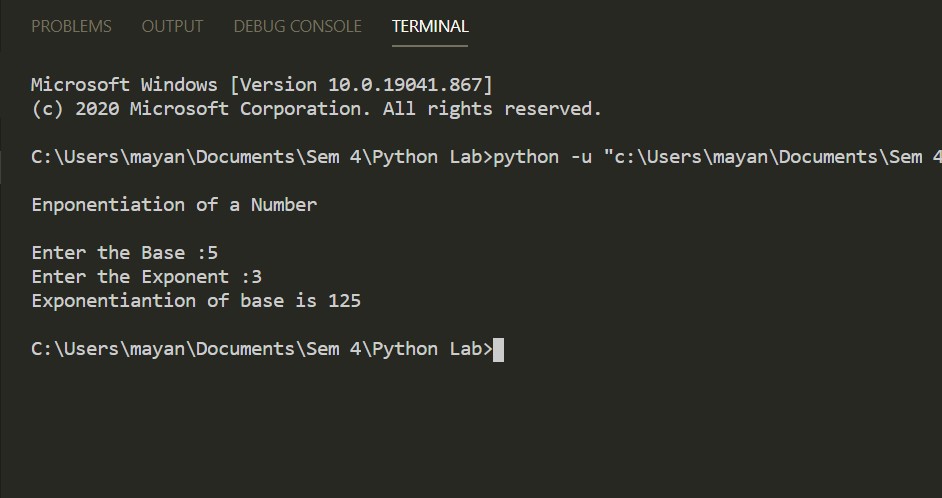 PROBLEMS OUTPUT DEBUG CONSOLE TERMINAL
Microsoft Windows [Version 10.0.19041.867]
(c) 2020 Microsoft Corporation. All rights reserved.
C:\Users\mayan\Documents\Sem 4\Python Lab>python -u "c:\Users\mayan\Documents\Sem 4
Enponentiation of a Number
Enter the Base :5
Enter the Exponent :3
Exponentiantion of base is 125
C:\Users\mayan\Documents\Sem 4\Python Lab>